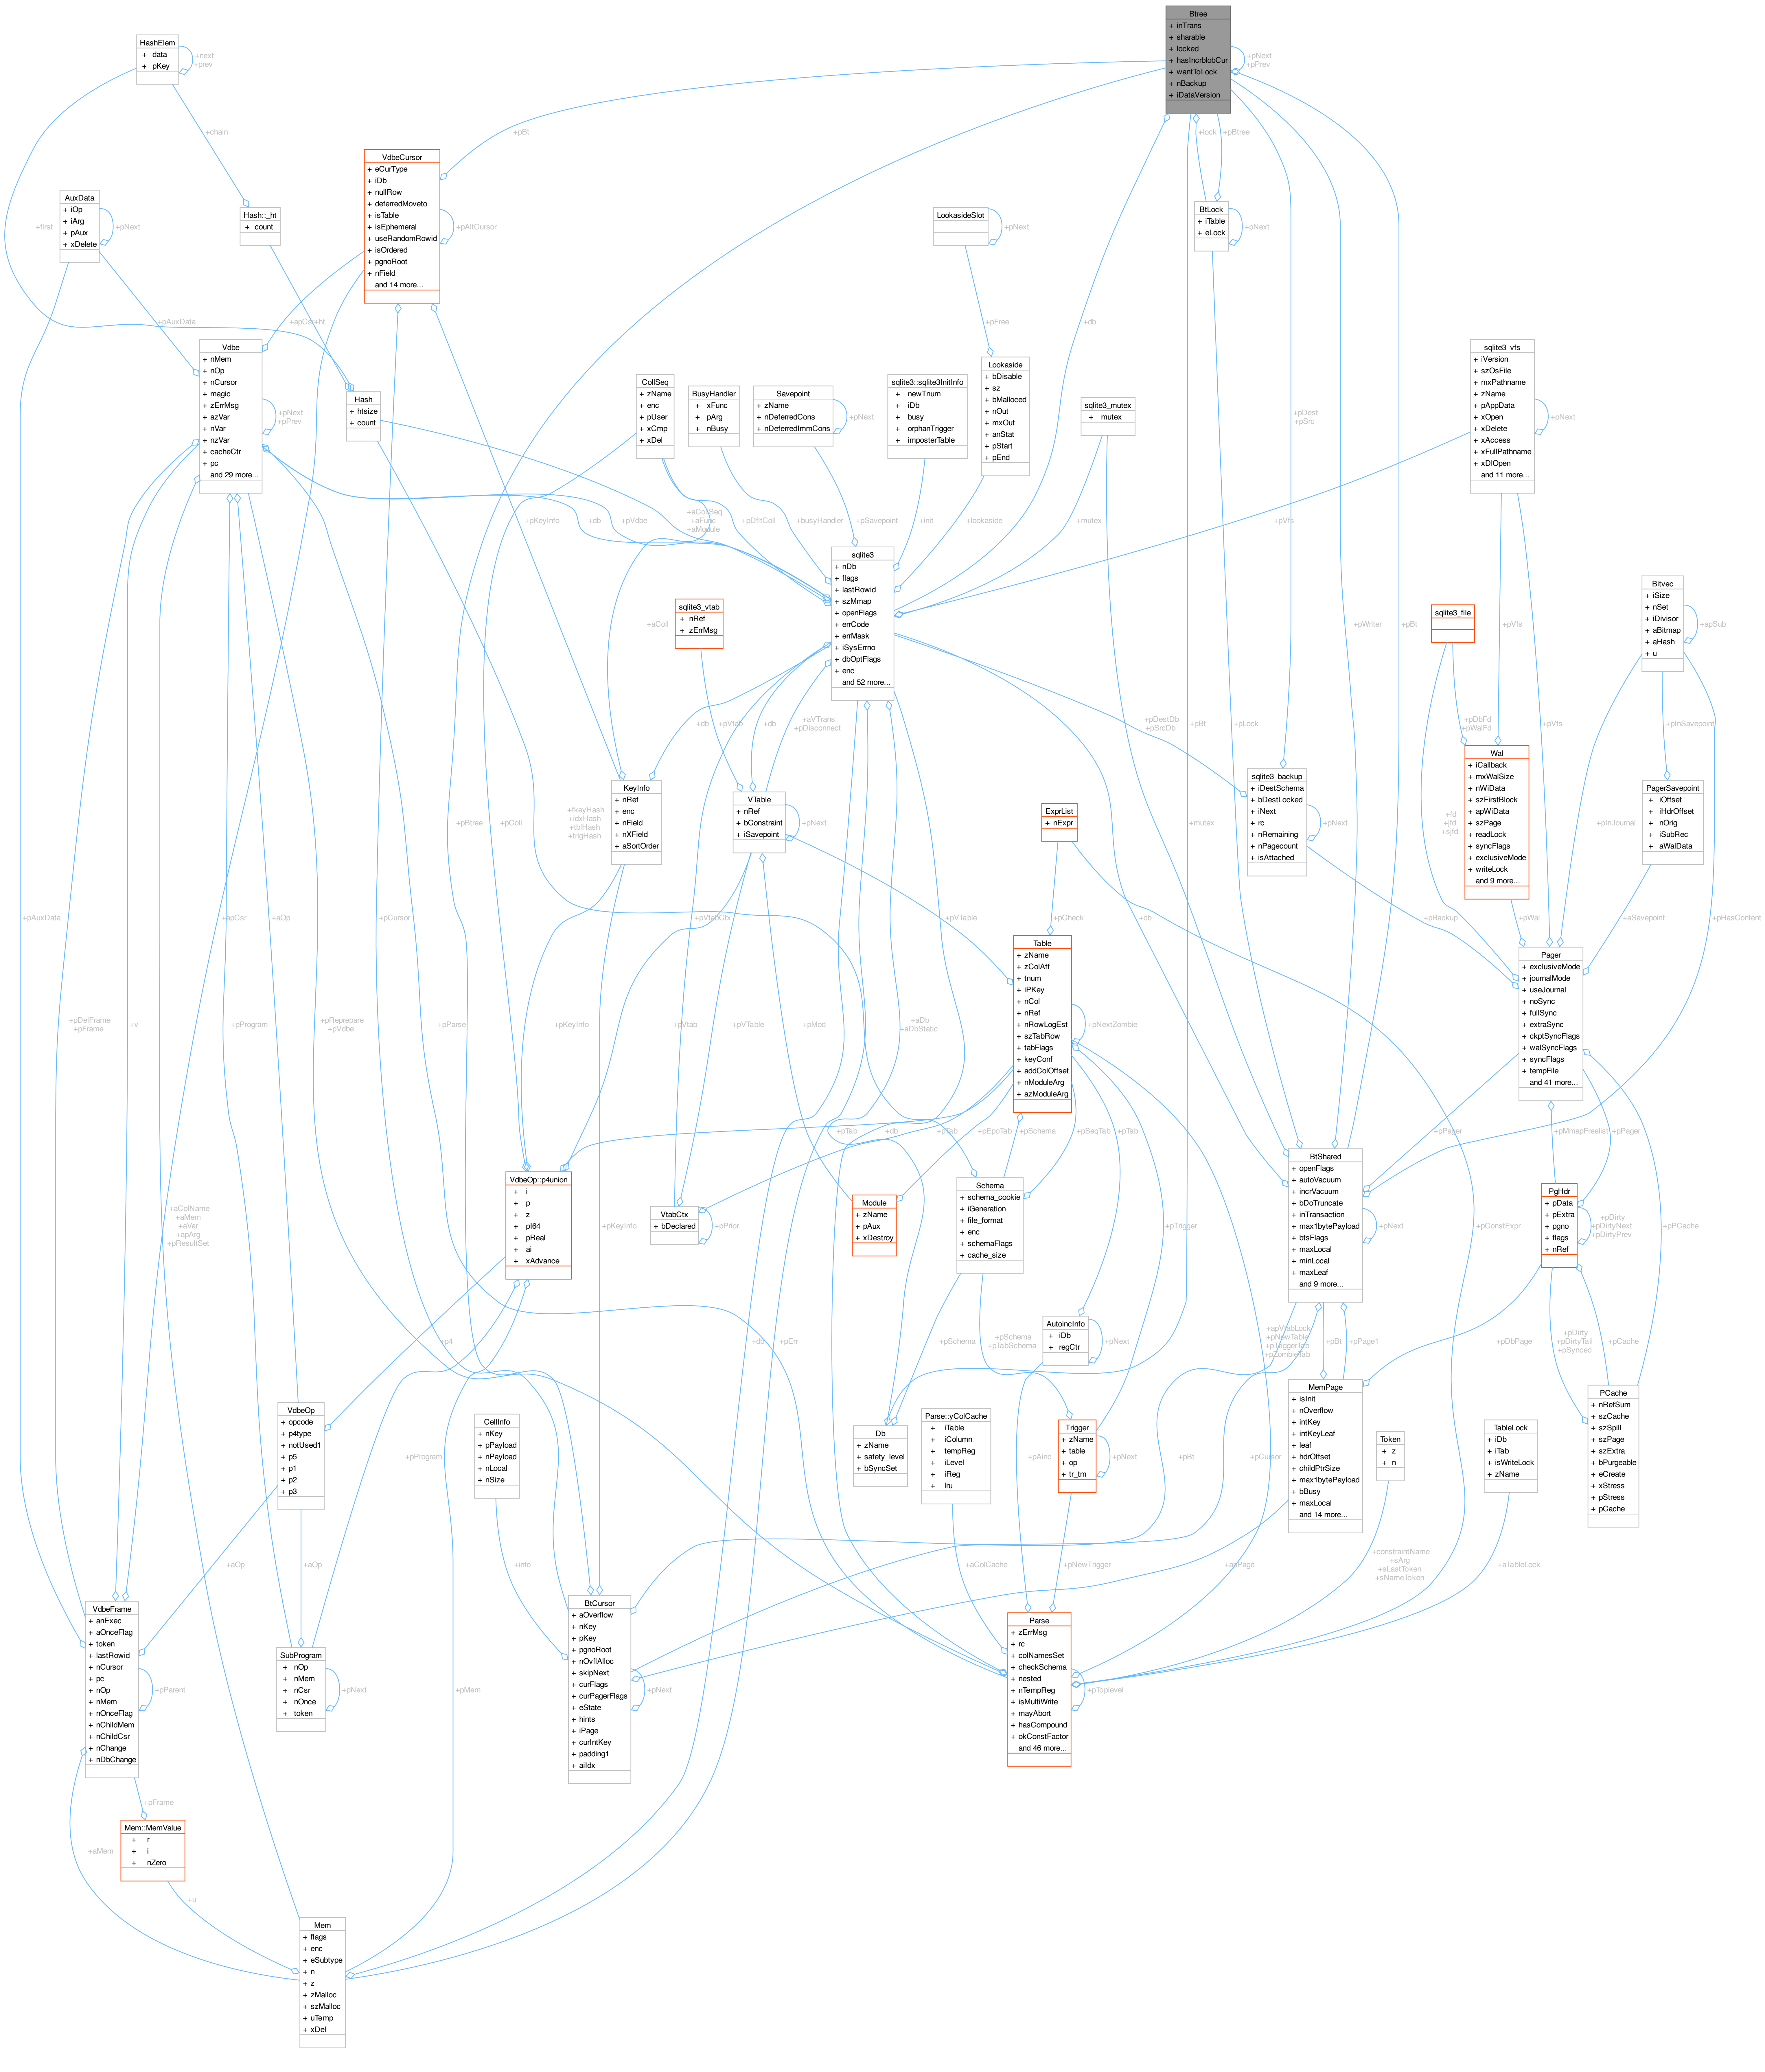 Btree
+ inTrans
+ sharable
+ locked
+ hasIncrblobCur
+ wantToLock
+ nBackup
+ iDataVersion
+pNext
+pPrev
HashElem
+ data
+ pKey
+next
+prev
+first
+chain
Hash::_ht
+ count
+ht
AuxData
+ iOp
+ iArg
+ pAux
+ xDelete
+pNext
+pAuxData
VdbeCursor
+ eCurType
+ iDb
+ nullRow
+ deferredMoveto
+ isTable
+ isEphemeral
+ useRandomRowid
+ isOrdered
+ pgnoRoot
+ nField
and 14 more...
+pBt
+pAltCursor
+apCsr
Vdbe
+ nMem
+ nOp
+ nCursor
+ magic
+ zErrMsg
+ azVar
+ nVar
+ nzVar
+ cacheCtr
+ pc
and 29 more...
+pNext
+pPrev
Hash
+ htsize
+ count
LookasideSlot
+pNext
+pFree
BtLock
+ iTable
+ eLock
+lock
+pBtree
+pNext
+db
+pDest
+pSrc
CollSeq
+ zName
+ enc
+ pUser
+ xCmp
+ xDel
BusyHandler
+ xFunc
+ pArg
+ nBusy
Savepoint
+ zName
+ nDeferredCons
+ nDeferredImmCons
+pNext
sqlite3::sqlite3InitInfo
+ newTnum
+ iDb
+ busy
+ orphanTrigger
+ imposterTable
Lookaside
+ bDisable
+ sz
+ bMalloced
+ nOut
+ mxOut
+ anStat
+ pStart
+ pEnd
sqlite3_mutex
+ mutex
sqlite3_vfs
+ iVersion
+ szOsFile
+ mxPathname
+ zName
+ pAppData
+ xOpen
+ xDelete
+ xAccess
+ xFullPathname
+ xDlOpen
and 11 more...
+pNext
+pKeyInfo
+db
+pVdbe
+aCollSeq
+aFunc
+aModule
+pDfltColl
+busyHandler
+pSavepoint
+init
+lookaside
+mutex
+pVfs
sqlite3
+ nDb
+ flags
+ lastRowid
+ szMmap
+ openFlags
+ errCode
+ errMask
+ iSysErrno
+ dbOptFlags
+ enc
and 52 more...
sqlite3_vtab
+ nRef
+ zErrMsg
+aColl
+pWriter
+pBt
+pVfs
sqlite3_file
Bitvec
+ iSize
+ nSet
+ iDivisor
+ aBitmap
+ aHash
+ u
+apSub
+db
+pVtab
+db
+aVTrans
+pDisconnect
+pDestDb
+pSrcDb
+pBt
+pLock
+pDbFd
+pWalFd
+pVfs
+pInSavepoint
Wal
+ iCallback
+ mxWalSize
+ nWiData
+ szFirstBlock
+ apWiData
+ szPage
+ readLock
+ syncFlags
+ exclusiveMode
+ writeLock
and 9 more...
sqlite3_backup
+ iDestSchema
+ bDestLocked
+ iNext
+ rc
+ nRemaining
+ nPagecount
+ isAttached
+pNext
PagerSavepoint
+ iOffset
+ iHdrOffset
+ nOrig
+ iSubRec
+ aWalData
KeyInfo
+ nRef
+ enc
+ nField
+ nXField
+ aSortOrder
VTable
+ nRef
+ bConstraint
+ iSavepoint
+pNext
ExprList
+ nExpr
+fkeyHash
+idxHash
+tblHash
+trigHash
+pBtree
+pColl
+mutex
+fd
+jfd
+sjfd
+pInJournal
+pAuxData
+apCsr
+aOp
+pCursor
+pVtabCtx
+pVTable
+pCheck
+db
+pBackup
+pWal
+aSavepoint
+pHasContent
Table
+ zName
+ zColAff
+ tnum
+ iPKey
+ nCol
+ nRef
+ nRowLogEst
+ szTabRow
+ tabFlags
+ keyConf
+ addColOffset
+ nModuleArg
+ azModuleArg
+pNextZombie
Pager
+ exclusiveMode
+ journalMode
+ useJournal
+ noSync
+ fullSync
+ extraSync
+ ckptSyncFlags
+ walSyncFlags
+ syncFlags
+ tempFile
and 41 more...
+pDelFrame
+pFrame
+v
+pProgram
+pReprepare
+pVdbe
+pParse
+pKeyInfo
+pVtab
+pVTable
+pMod
+aDb
+aDbStatic
+pTab
+db
+pTab
+pEpoTab
+pSchema
+pSeqTab
+pTab
+pPager
+pMmapFreelist
+pPager
VdbeOp::p4union
+ i
+ p
+ z
+ pI64
+ pReal
+ ai
+ xAdvance
BtShared
+ openFlags
+ autoVacuum
+ incrVacuum
+ bDoTruncate
+ inTransaction
+ max1bytePayload
+ btsFlags
+ maxLocal
+ minLocal
+ maxLeaf
and 9 more...
+pNext
VtabCtx
+ bDeclared
+pPrior
Module
+ zName
+ pAux
+ xDestroy
Schema
+ schema_cookie
+ iGeneration
+ file_format
+ enc
+ schemaFlags
+ cache_size
PgHdr
+ pData
+ pExtra
+ pgno
+ flags
+ nRef
+pDirty
+pDirtyNext
+pDirtyPrev
+aColName
+aMem
+aVar
+apArg
+pResultSet
+pKeyInfo
+pTrigger
+pConstExpr
+pPCache
AutoincInfo
+ iDb
+ regCtr
+pNext
+p4
+db
+pErr
+pSchema
+pSchema
+pTabSchema
+apVtabLock
+pNewTable
+pTriggerTab
+pZombieTab
+pBt
+pPage1
+pDbPage
+pDirty
+pDirtyTail
+pSynced
+pCache
MemPage
+ isInit
+ nOverflow
+ intKey
+ intKeyLeaf
+ leaf
+ hdrOffset
+ childPtrSize
+ max1bytePayload
+ bBusy
+ maxLocal
and 14 more...
PCache
+ nRefSum
+ szCache
+ szSpill
+ szPage
+ szExtra
+ bPurgeable
+ eCreate
+ xStress
+ pStress
+ pCache
VdbeOp
+ opcode
+ p4type
+ notUsed1
+ p5
+ p1
+ p2
+ p3
CellInfo
+ nKey
+ pPayload
+ nPayload
+ nLocal
+ nSize
Db
+ zName
+ safety_level
+ bSyncSet
Parse::yColCache
+ iTable
+ iColumn
+ tempReg
+ iLevel
+ iReg
+ lru
Trigger
+ zName
+ table
+ op
+ tr_tm
+pNext
Token
+ z
+ n
TableLock
+ iDb
+ iTab
+ isWriteLock
+ zName
+pProgram
+pAinc
+pBt
+pCursor
+aOp
+aOp
+info
+aColCache
+pNewTrigger
+apPage
+constraintName
+sArg
+sLastToken
+sNameToken
+aTableLock
VdbeFrame
+ anExec
+ aOnceFlag
+ token
+ lastRowid
+ nCursor
+ pc
+ nOp
+ nMem
+ nOnceFlag
+ nChildMem
+ nChildCsr
+ nChange
+ nDbChange
+pParent
SubProgram
+ nOp
+ nMem
+ nCsr
+ nOnce
+ token
+pNext
+pMem
BtCursor
+ aOverflow
+ nKey
+ pKey
+ pgnoRoot
+ nOvflAlloc
+ skipNext
+ curFlags
+ curPagerFlags
+ eState
+ hints
+ iPage
+ curIntKey
+ padding1
+ aiIdx
+pNext
Parse
+ zErrMsg
+ rc
+ colNamesSet
+ checkSchema
+ nested
+ nTempReg
+ isMultiWrite
+ mayAbort
+ hasCompound
+ okConstFactor
and 46 more...
+pToplevel
+pFrame
Mem::MemValue
+ r
+ i
+ nZero
+aMem
+u
Mem
+ flags
+ enc
+ eSubtype
+ n
+ z
+ zMalloc
+ szMalloc
+ uTemp
+ xDel